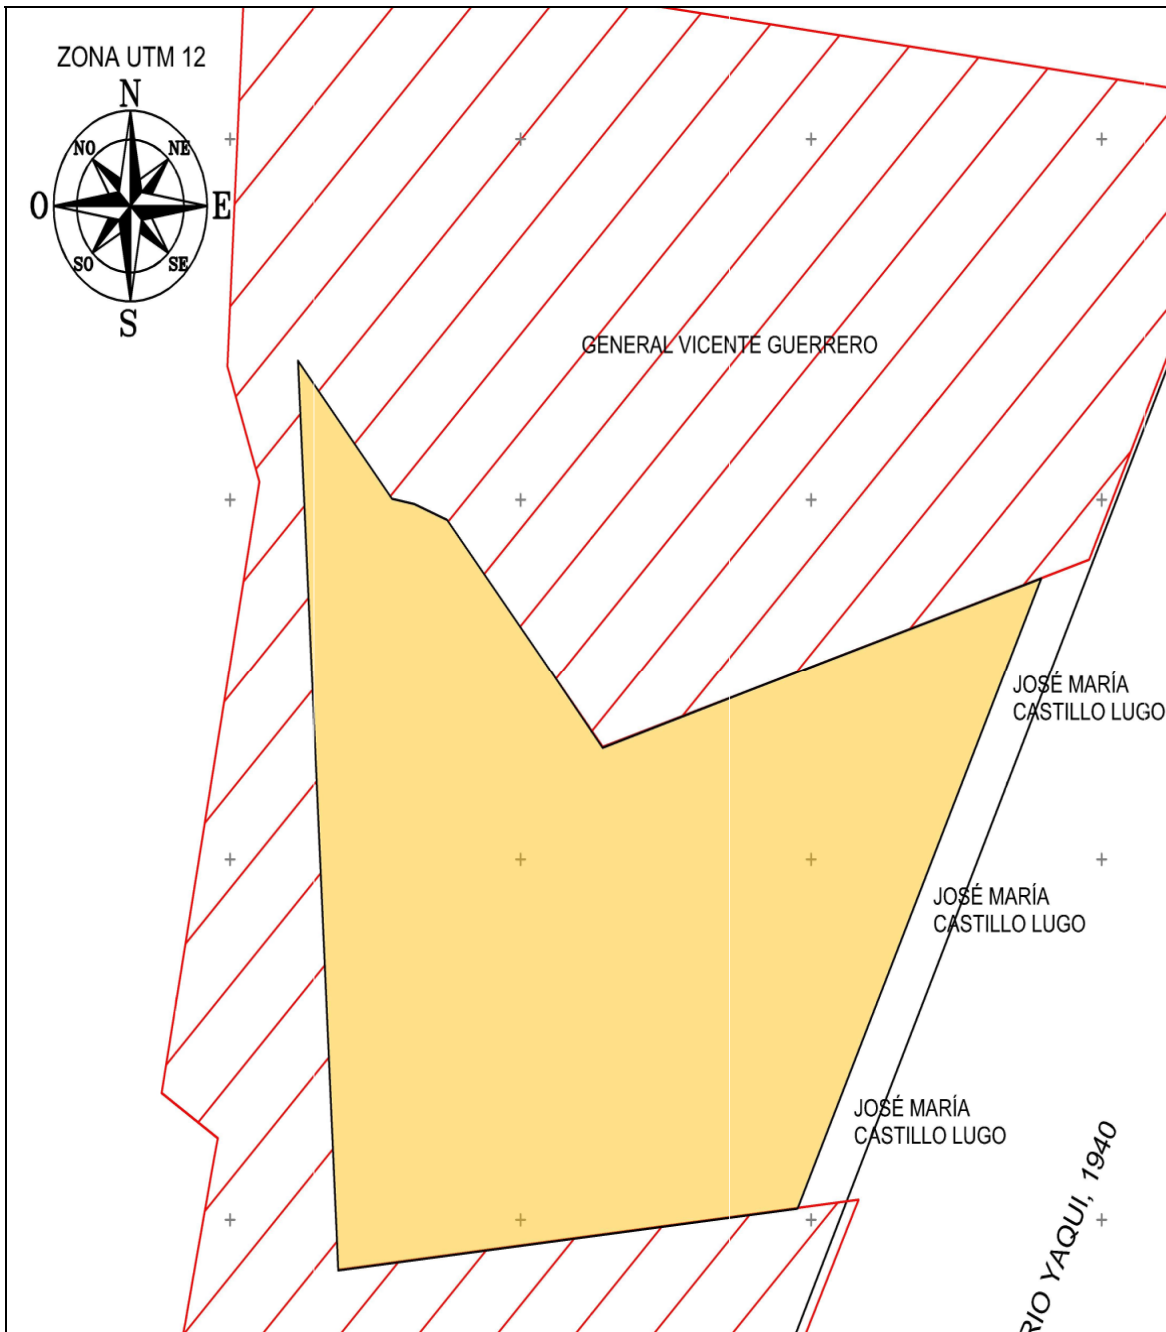 ZONA UTM 12
N
NO
NE
O
E
SO
SE
S
GENERAL VICENTE GUERRERO
JOSÉ MARÍA
CASTILLO LUGO
JOSÉ MARÍA
CASTILLO LUGO
JOSÉ MARÍA
CASTILLO LUGO
RIO YAQUI, 1940